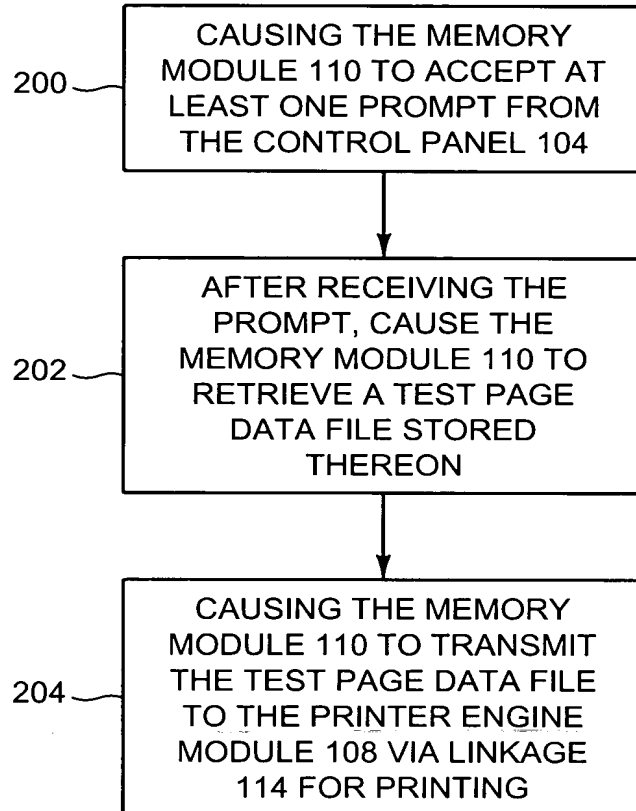 CAUSING THE MEMORY
MODULE 110 TO ACCEPT AT
LEAST ONE PROMPT FROM
THE CONTROL PANEL 104
200
AFTER RECEIVING THE
PROMPT, CAUSE THE
MEMORY MODULE 110 TO
RETRIEVE A TEST PAGE
DATA FILE STORED
THEREON
202
CAUSING THE MEMORY
MODULE 110 TO TRANSMIT
THE TEST PAGE DATA FILE
TO THE PRINTER ENGINE
MODULE 108 VIA LINKAGE
114 FOR PRINTING
204